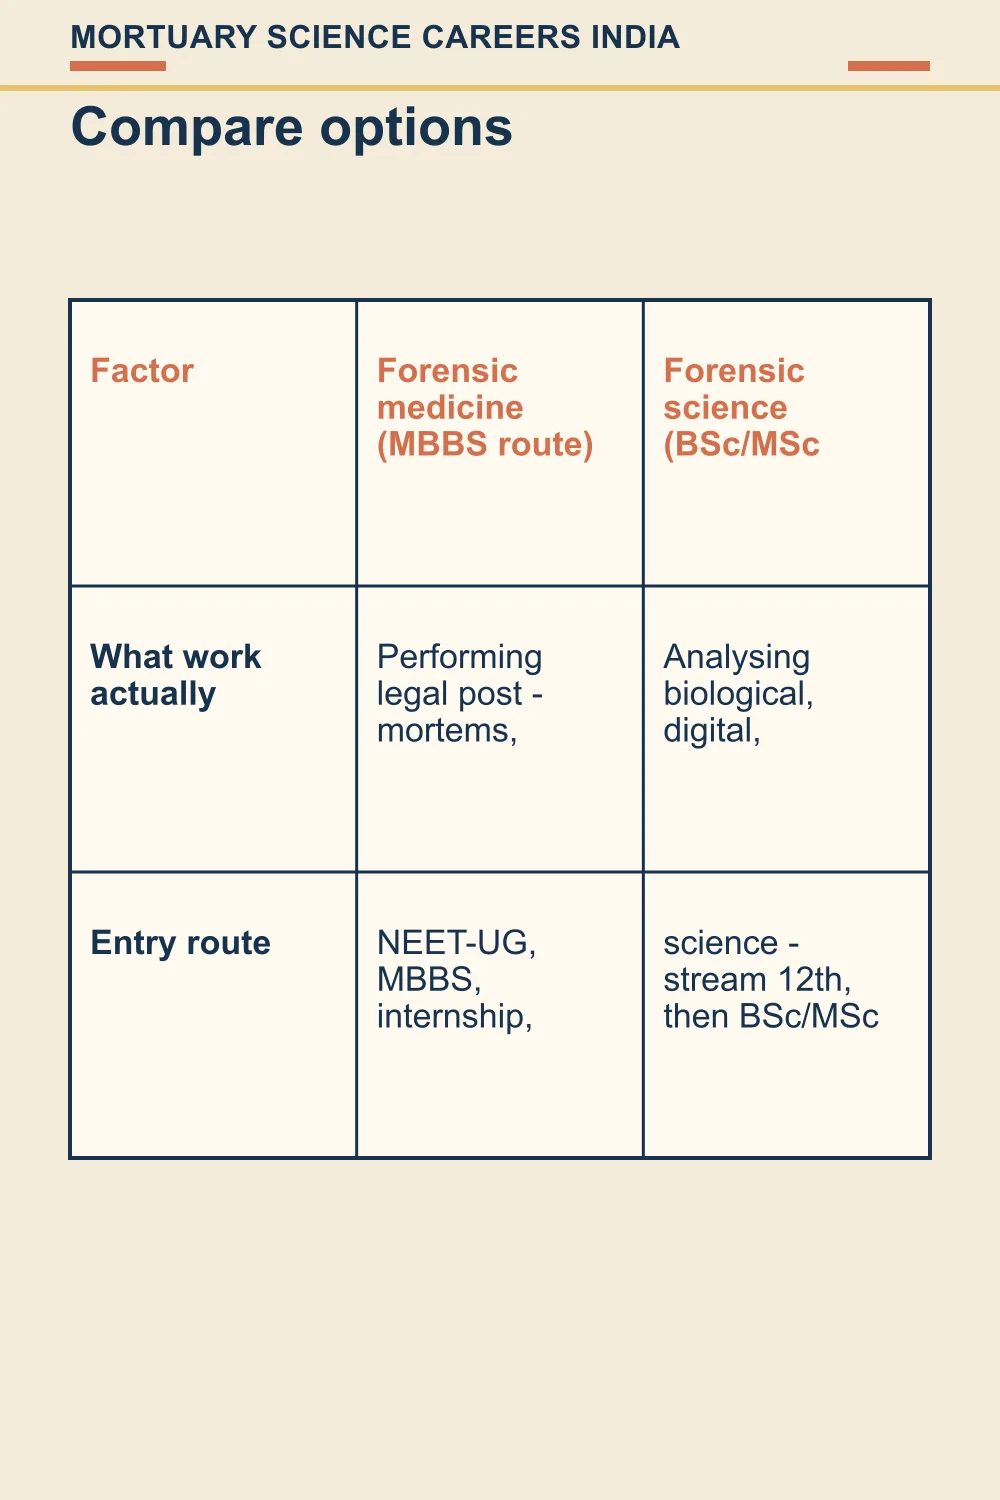 MORTUARY SCIENCE CAREERS INDIA
Compare options
Factor
Forensic
medicine
(MBBS route)
Forensic
science
(BSc/MSc
What work
actually
Performing
legal post -
mortems,
Analysing
biological,
digital,
Entry route
NEET-UG,
MBBS,
internship,
science -
stream 12th,
then BSc/MSc